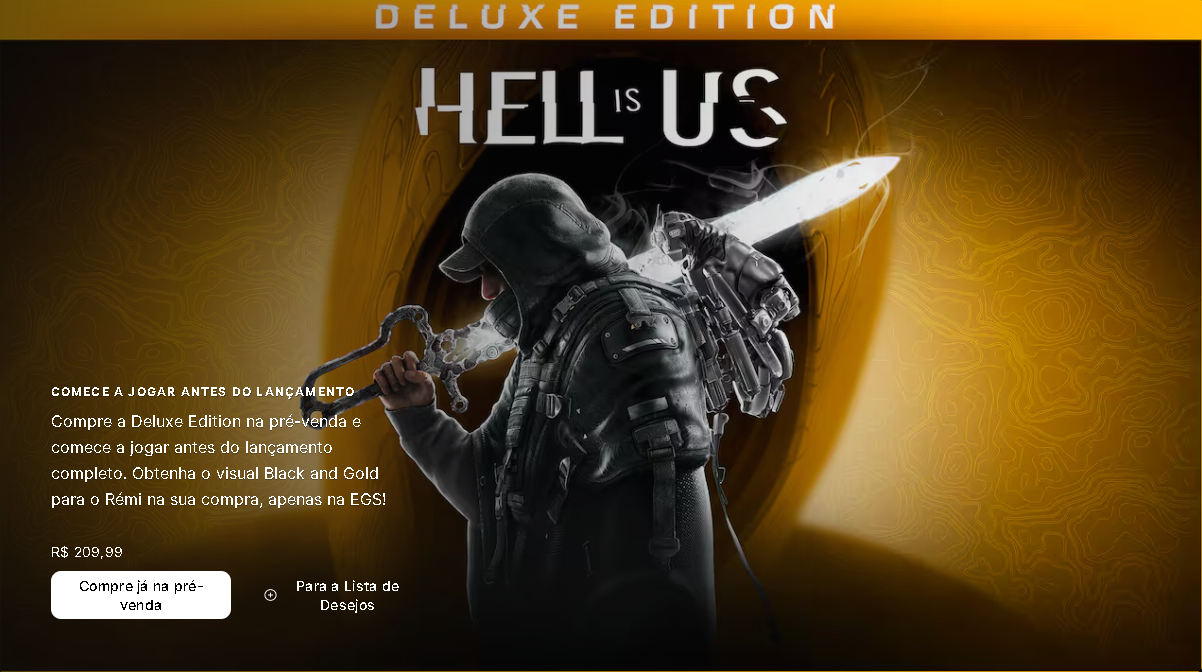 DELUXE EDITION
HELL IS US
COMECE A JOGAR ANTES DO LANÇAMENTO
Compre a Deluxe Edition na pré-venda e
comece a jogar antes do lançamento
completo. Obtenha o visual Black and Gold
para o Rémi na sua compra, apenas na EGS!
R$ 209,99
Compre já na pré-
venda
Para a Lista de
Desejos